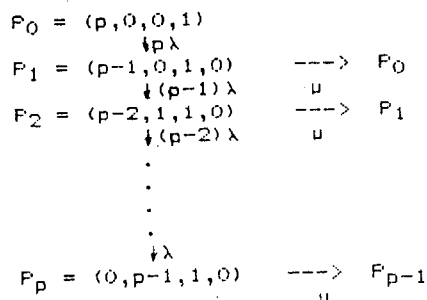 P₀ = (p,0,0,1)
↓pλ
P₁ = (p-1,0,1,0) ---> P₀
↓(p-1)λ μ
P₂ = (p-2,1,1,0) ---> P₁
↓(p-2)λ μ
.
.
.
↓λ
Pₚ = (0,p-1,1,0) ---> Pₚ₋₁
μ